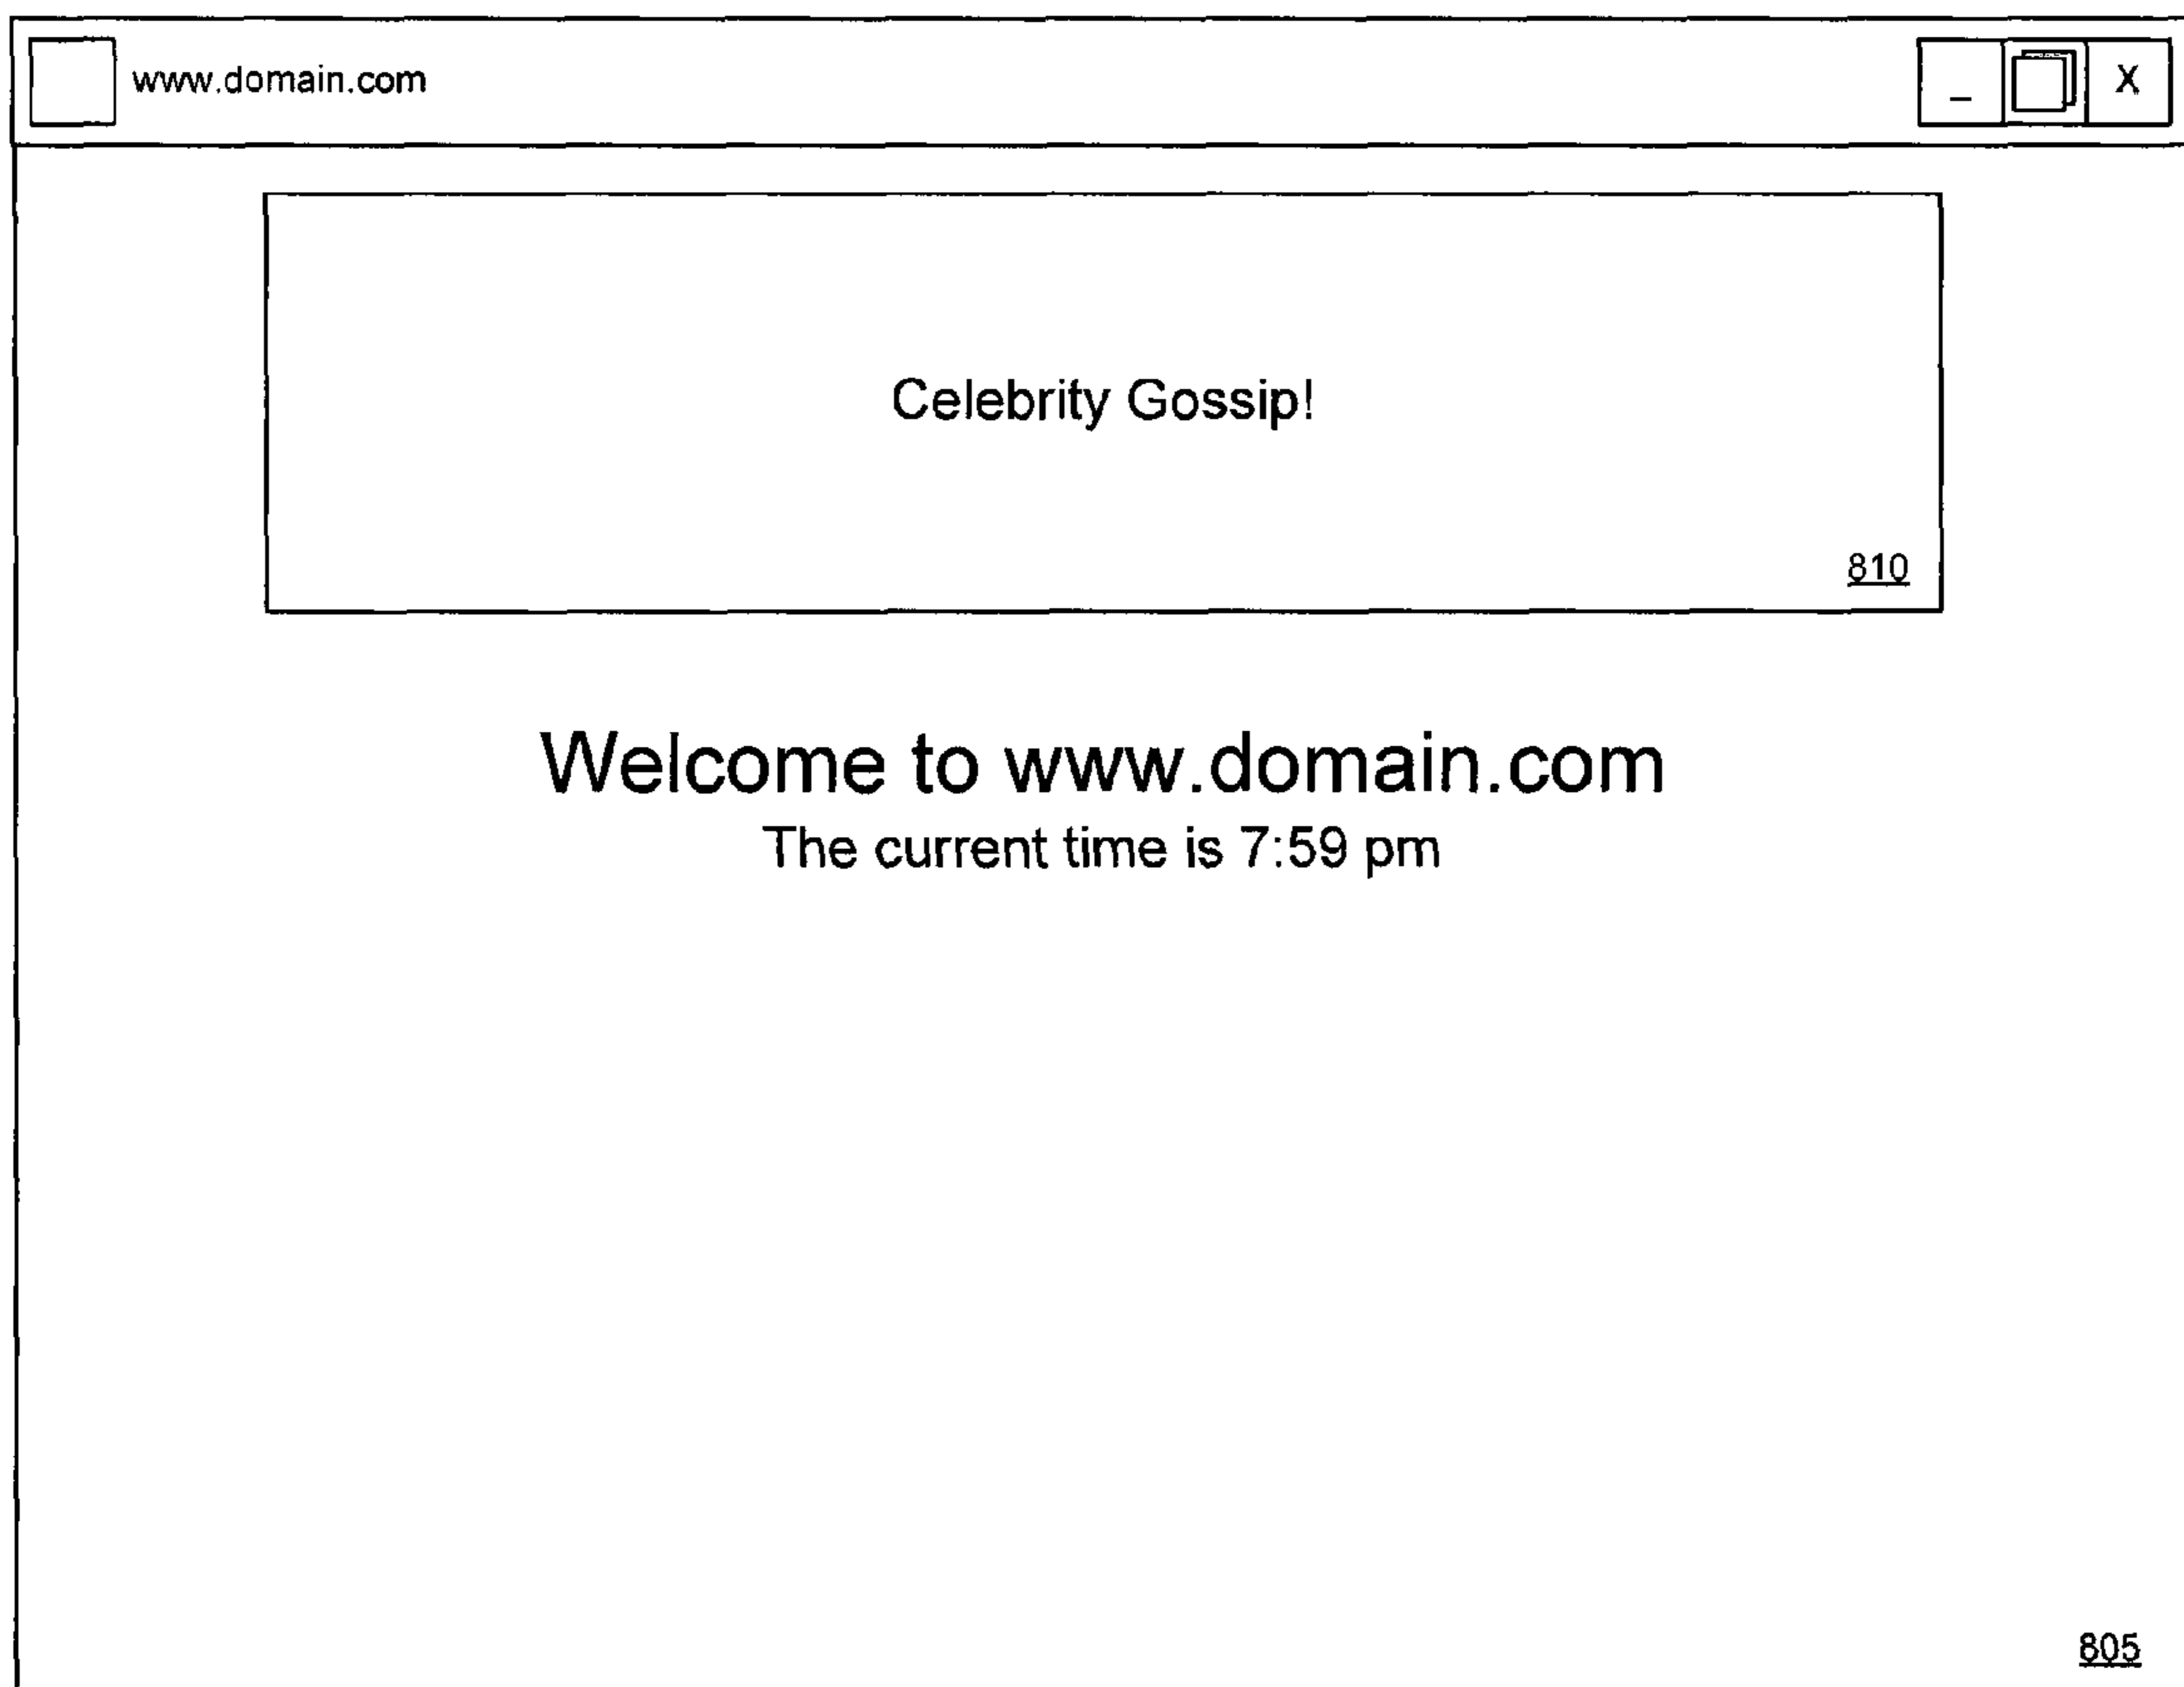 www.domain.com
_
X
Celebrity Gossip!
810
Welcome to www.domain.com
The current time is 7:59 pm
805